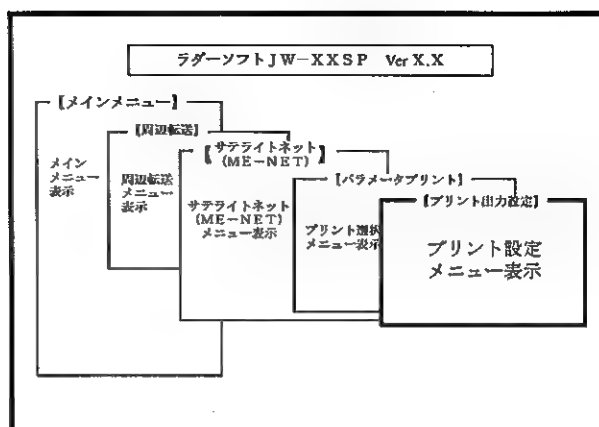 ラダーソフトJW-XXSP Ver X.X
【メインメニュー】
メイン
メニュー
表示
【周辺転送】
周辺転送
メニュー
表示
【サテライトネット
(ME-NET)】
サテライトネット
(ME-NET)
メニュー表示
【パラメータプリント】
プリント選択
メニュー表示
【プリント出力設定】
プリント設定
メニュー表示